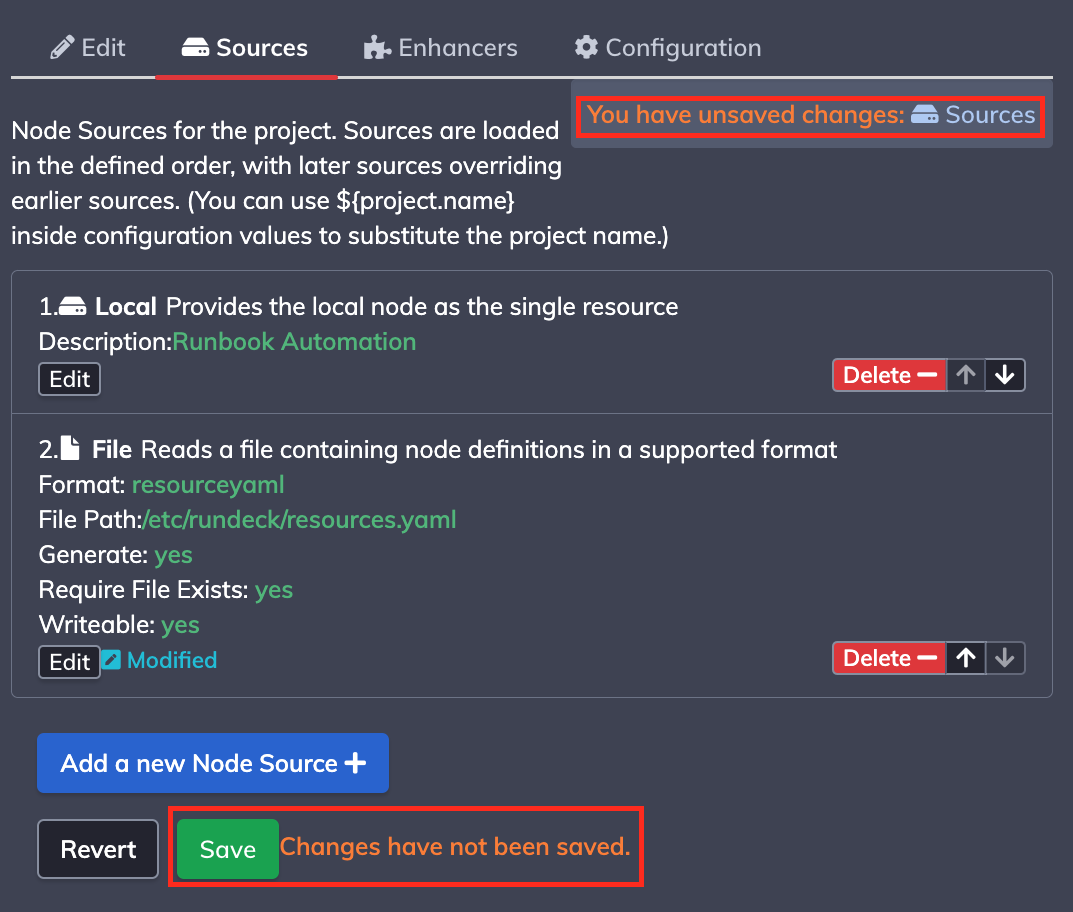 Edit Sources Enhancers Configuration
You have unsaved changes: Sources
Node Sources for the project. Sources are loaded
in the defined order, with later sources overriding
earlier sources. (You can use ${project.name}
inside configuration values to substitute the project name.)
1. Local Provides the local node as the single resource
Description:Runbook Automation
Edit
Delete
2. File Reads a file containing node definitions in a supported format
Format: resourceyaml
File Path:/etc/rundeck/resources.yaml
Generate: yes
Require File Exists: yes
Writeable: yes
Edit Modified
Delete
Add a new Node Source
Revert Save Changes have not been saved.